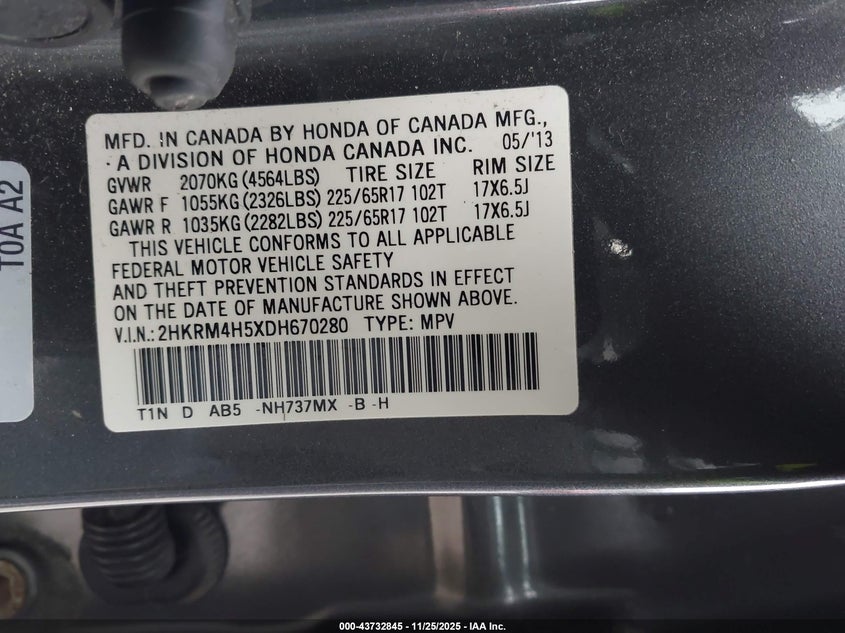 MFD. IN CANADA BY HONDA OF CANADA MFG.,
A DIVISION OF HONDA CANADA INC. 05/'13
GVWR 2070KG (4564LBS) TIRE SIZE RIM SIZE
GAWR F 1055KG (2326LBS) 225/65R17 102T 17X6.5J
GAWR R 1035KG (2282LBS) 225/65R17 102T 17X6.5J
THIS VEHICLE CONFORMS TO ALL APPLICABLE
FEDERAL MOTOR VEHICLE SAFETY
AND THEFT PREVENTION STANDARDS IN EFFECT
ON THE DATE OF MANUFACTURE SHOWN ABOVE.
V.I.N.: 2HKRM4H5XDH670280 TYPE: MPV
T1N D AB5 -NH737MX -B -H
T0A A2
000-43732845 - 11/25/2025 - IAA Inc.